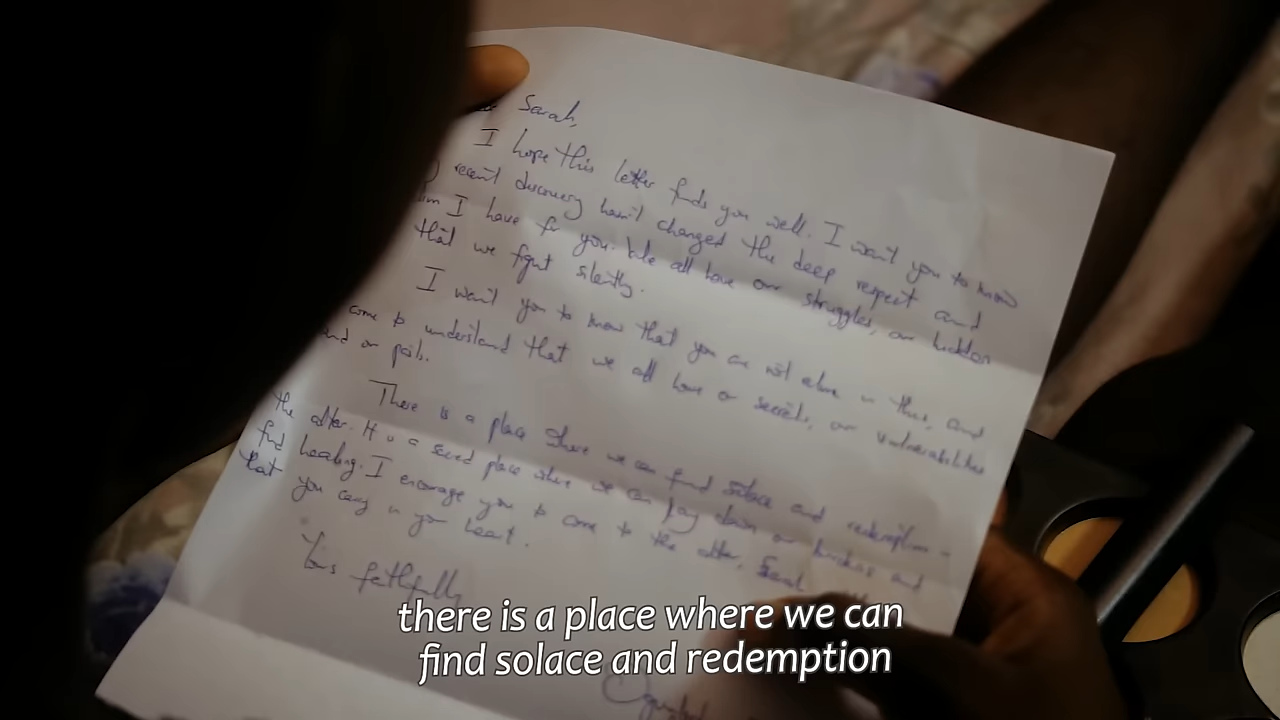 Sarah,
I hope this letter finds you well. I want you to know
recent discovery hasn't changed the deep respect and
I have for you. We all have our struggles, our hidden
that we fight silently.
I want you to know that you are not alone in this, and
come to understand that we all have our secrets, our vulnerabilities
and our pasts.
There is a place where we can find solace and redemption -
the alter. It is a sacred place where we can lay down our burdens and
find healing. I encourage you to come to the alter,
that you carry in your heart.
Yours faithfully
there is a place where we can
find solace and redemption